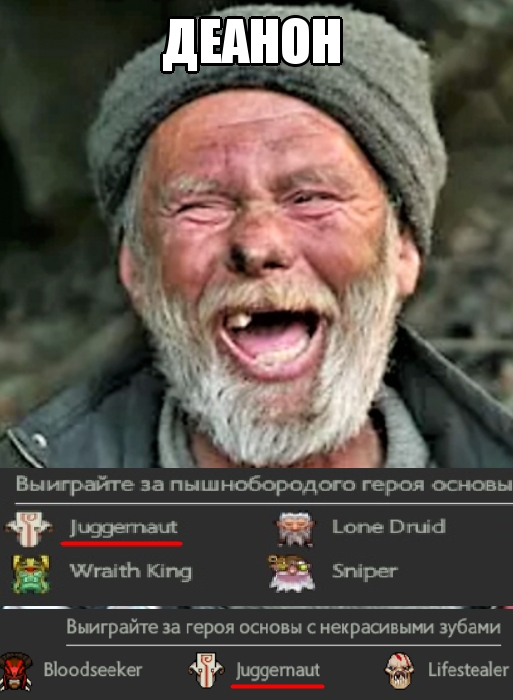 ДЕАНОН
Выиграйте за пышнобородого героя основы
Juggernaut Lone Druid
Wraith King Sniper
Выиграйте за героя основы с некрасивыми зубами
Bloodseeker Juggernaut Lifestealer